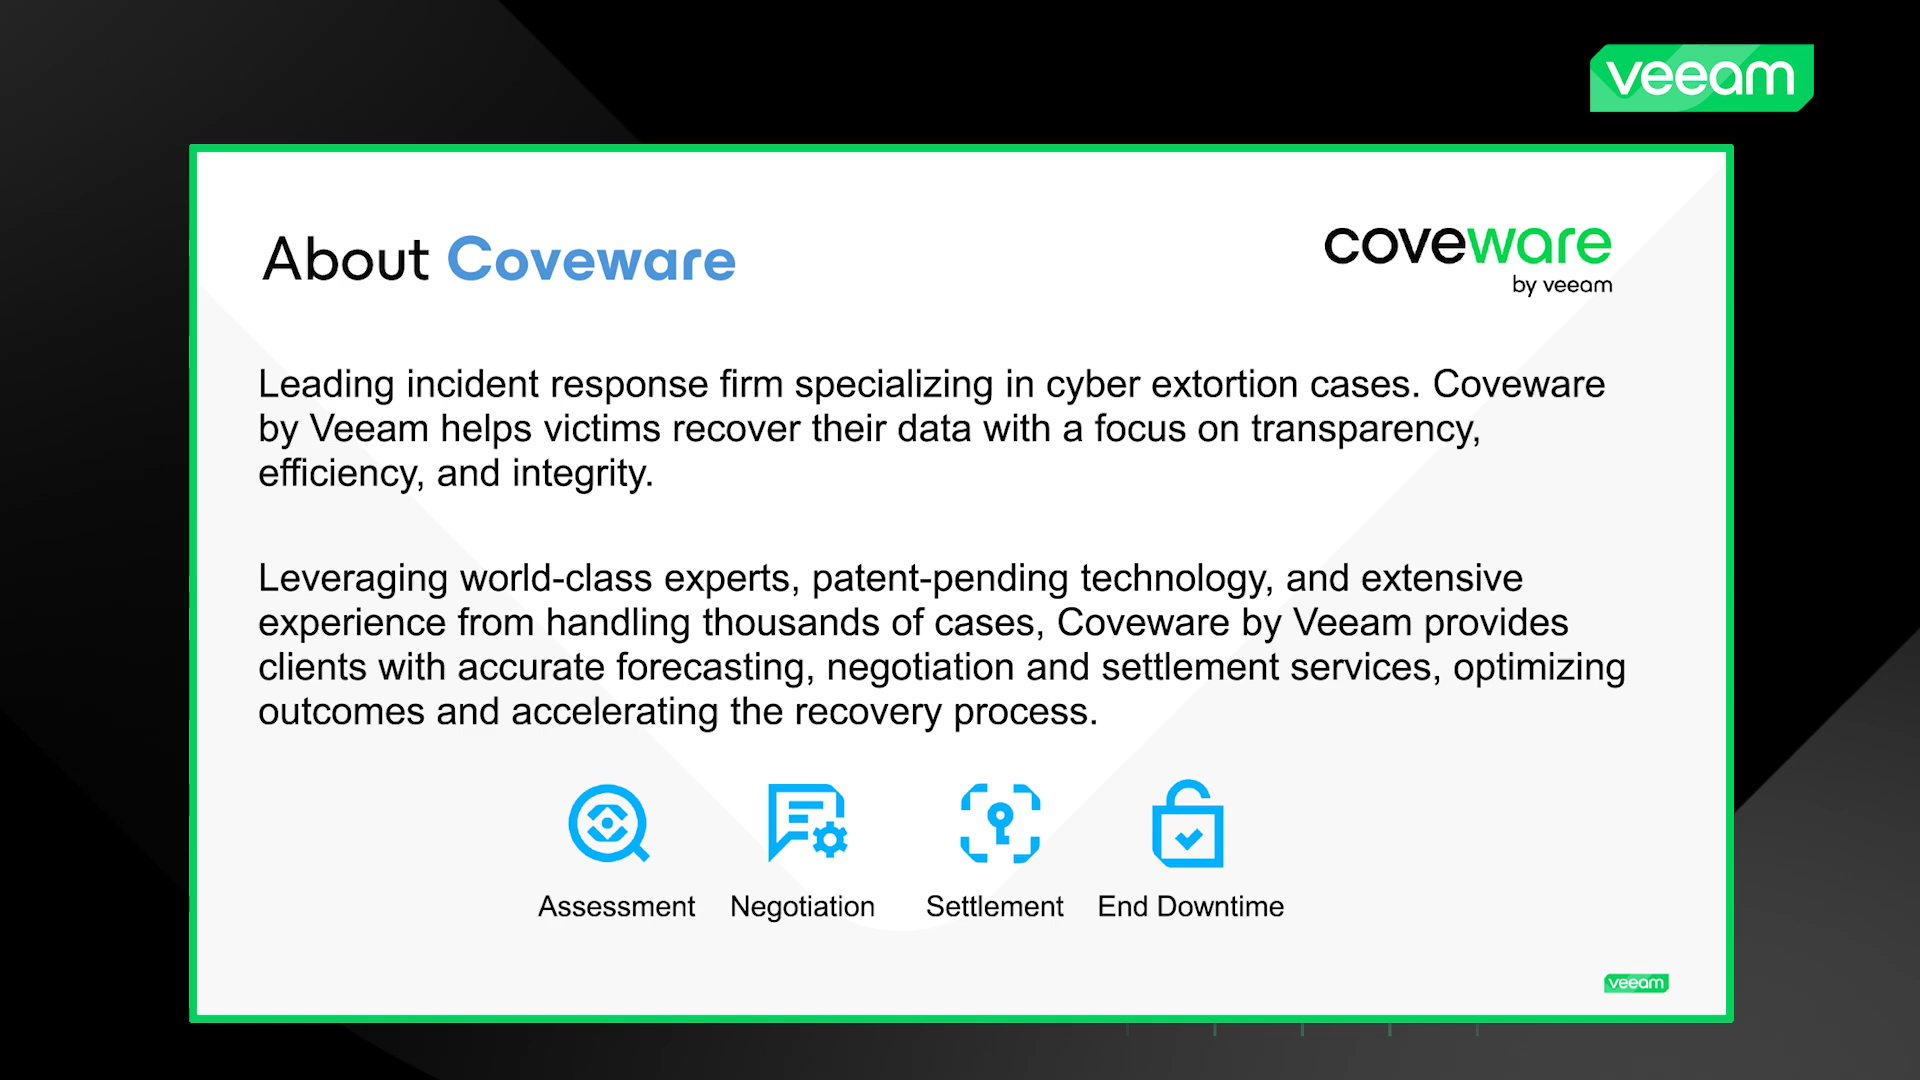 veeam
About Coveware
coveware
by veeam
Leading incident response firm specializing in cyber extortion cases. Coveware
by Veeam helps victims recover their data with a focus on transparency,
efficiency, and integrity.
Leveraging world-class experts, patent-pending technology, and extensive
experience from handling thousands of cases, Coveware by Veeam provides
clients with accurate forecasting, negotiation and settlement services, optimizing
outcomes and accelerating the recovery process.
Assessment Negotiation Settlement End Downtime
veeam